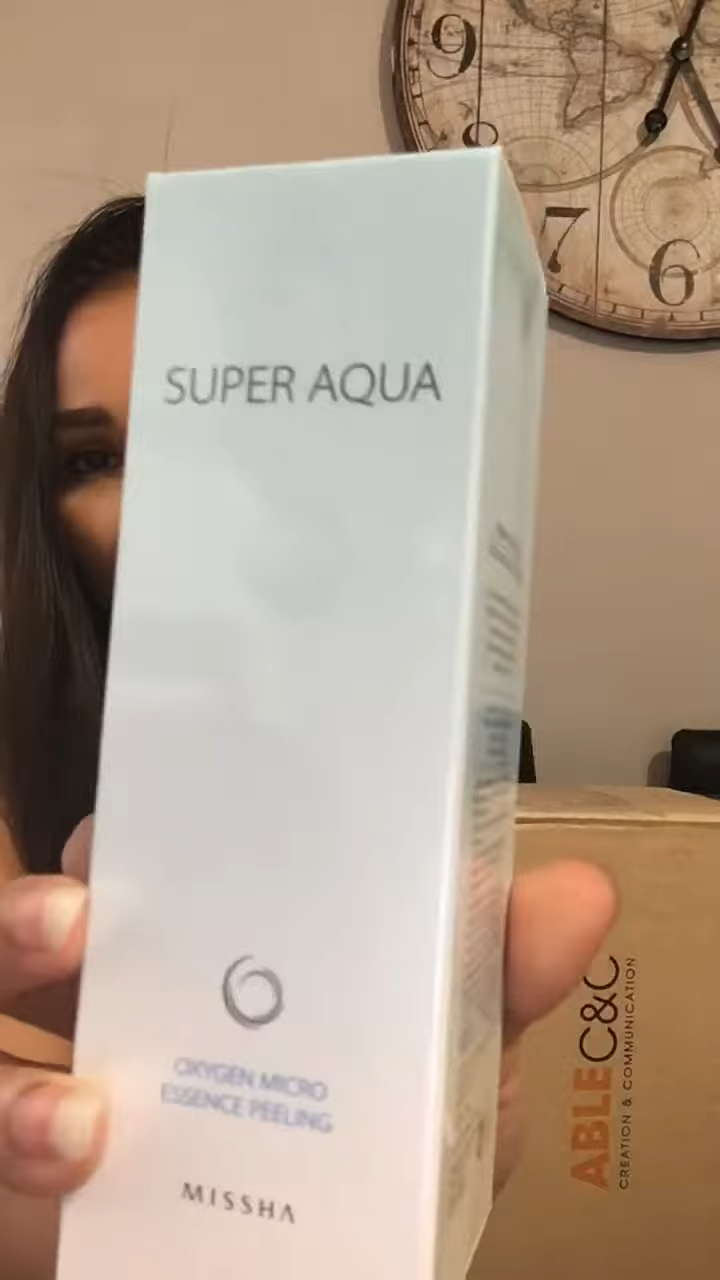 9
8
7
6
SUPER AQUA
OXYGEN MICRO
ESSENCE PEELING
MISSHA
ABLE C&C
CREATION & COMMUNICATION